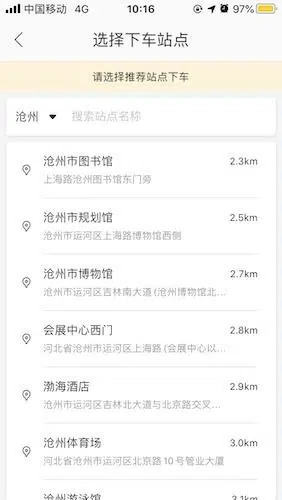 中国移动 4G 10:16 97%
选择下车站点
请选择推荐站点下车
沧州 搜索站点名称
沧州市图书馆 2.3km
上海路沧州图书馆东门旁
沧州市规划馆 2.5km
沧州市运河区上海路博物馆西侧
沧州市博物馆 2.7km
沧州市运河区吉林南大道 (沧州博物馆北...
会展中心西门 2.8km
河北省沧州市运河区上海路 (会展中心以...
渤海酒店 2.9km
沧州市运河区吉林北大道与北京路交叉...
沧州体育场 3.0km
河北省沧州市运河区北京路10号管业大厦
沧州游泳馆 3.1km